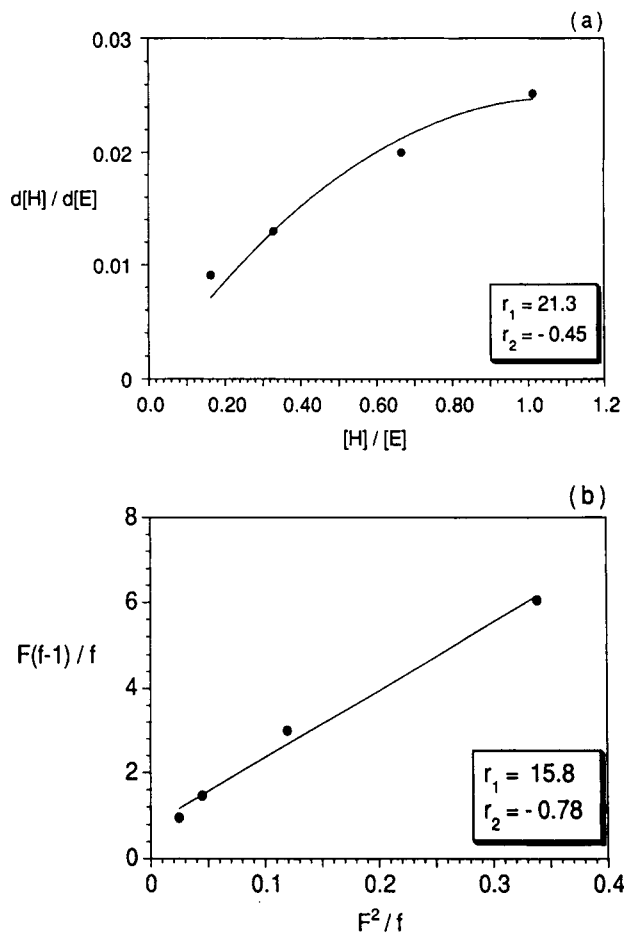 (a)
0.03
0.02
d[H] / d[E]
0.01
r1 = 21.3
r2 = - 0.45
0
0.0 0.20 0.40 0.60 0.80 1.0 1.2
[H] / [E]
(b)
8
6
F(f-1) / f
4
2
r1 = 15.8
r2 = - 0.78
0
0 0.1 0.2 0.3 0.4
F2 / f